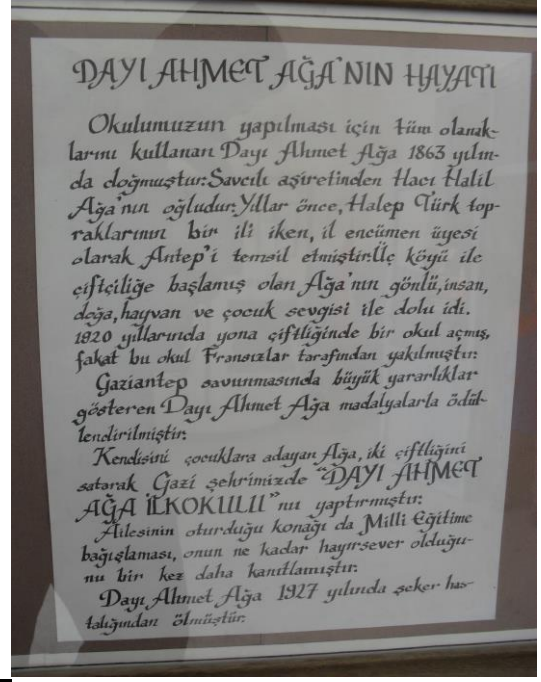 DAYI AHMET AĞA'NIN HAYATI
Okulumuzun yapılması için tüm olanak-
larını kullanan Dayı Ahmet Ağa 1863 yılın-
da doğmuştur. Savcılı aşiretinden Hacı Halil
Ağa'nın oğludur. Yıllar önce, Halep Türk top-
raklarının bir ili iken, il encümen üyesi
olarak Antep'i temsil etmiştir. Üç köyü ile
çiftçiliğe başlamış olan Ağa'nın gönlü, insan,
doğa, hayvan ve çocuk sevgisi ile dolu idi.
1920 yıllarında yona çiftliğinde bir okul açmış,
fakat bu okul Fransızlar tarafından yakılmıştır.
Gaziantep savunmasında büyük yararlıklar
gösteren Dayı Ahmet Ağa madalyalarla ödül-
lendirilmiştir.
Kendisini çocuklara adayan Ağa, iki çiftliğini
satarak Gazi şehrimizde "DAYI AHMET
AĞA İLKOKULU"nu yaptırmıştır.
Ailesinin oturduğu konağı da Milli Eğitime
bağışlaması, onun ne kadar hayırsever olduğu-
nu bir kez daha kanıtlamıştır.
Dayı Ahmet Ağa 1927 yılında şeker has-
talığından ölmüştür.